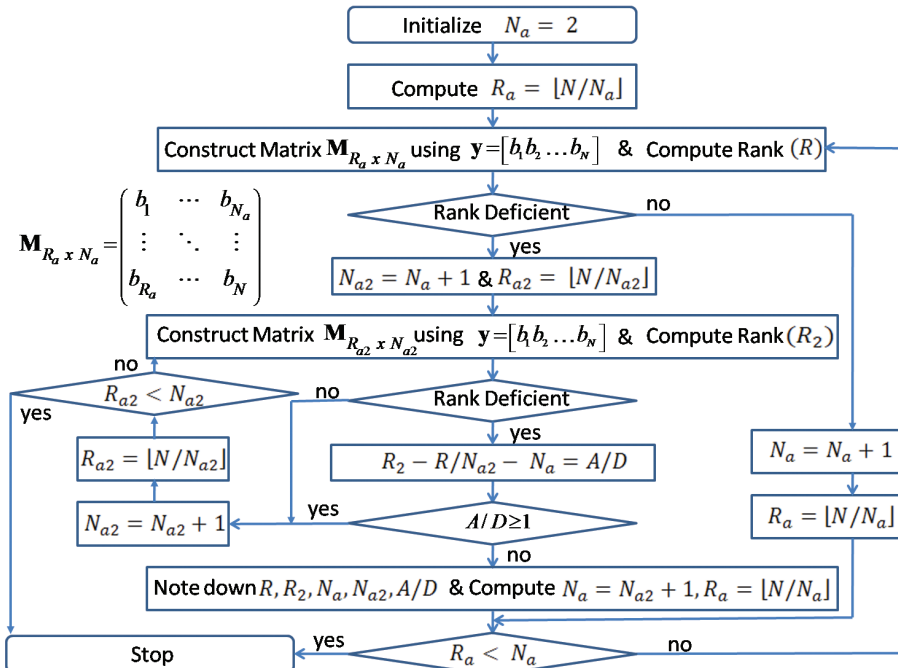 Initialize N_a = 2
Compute R_a = ⌊N/N_a⌋
Construct Matrix M_{R_a x N_a} using y = [b_1 b_2 … b_N] & Compute Rank (R)
Rank Deficient
no
yes
M_{R_a x N_a} = ( b_1 ⋯ b_{N_a}
⋮ ⋱ ⋮
b_{R_a} ⋯ b_N )
N_{a2} = N_a + 1 & R_{a2} = ⌊N/N_{a2}⌋
Construct Matrix M_{R_{a2} x N_{a2}} using y = [b_1 b_2 … b_N] & Compute Rank (R_2)
no
R_{a2} < N_{a2}
yes
no
Rank Deficient
yes
R_{a2} = ⌊N/N_{a2}⌋
R_2 − R/N_{a2} − N_a = A/D
N_a = N_a + 1
N_{a2} = N_{a2} + 1
yes
A/D ≥ 1
R_a = ⌊N/N_a⌋
no
Note down R, R_2, N_a, N_{a2}, A/D & Compute N_a = N_{a2} + 1, R_a = ⌊N/N_a⌋
Stop
yes
R_a < N_a
no